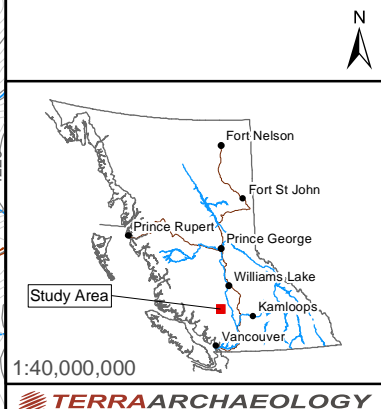 N
Fort Nelson
Fort St John
Prince Rupert
Prince George
Williams Lake
Study Area
Kamloops
Vancouver
1:40,000,000
TERRAARCHAEOLOGY